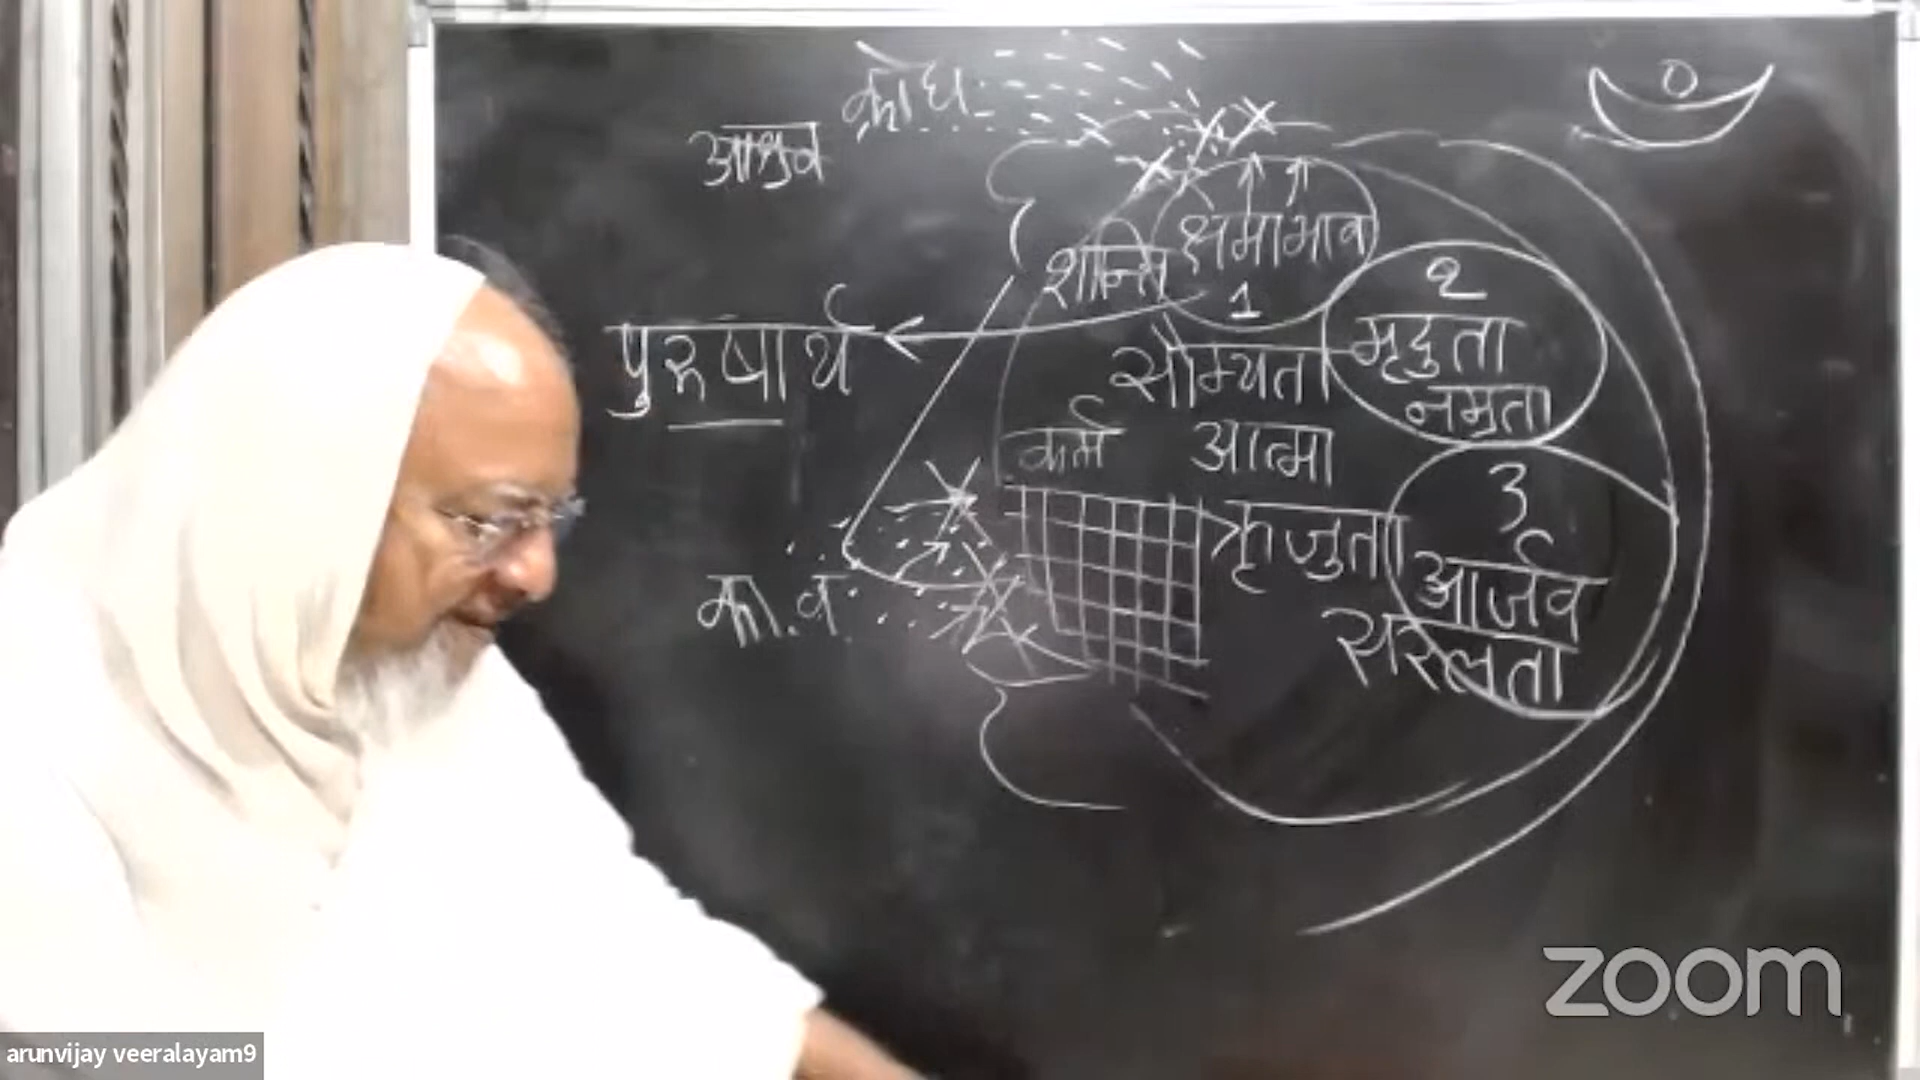 क्रोध
आश्रव
क्षमाभाव
शान्ति
1
२
पुरुषार्थ
मृदुता
सौम्यता
नम्रता
कर्म आत्मा
3
ऋजुता
आर्जव
का.व.
सरलता
zoom
arunvijay veeralayam9